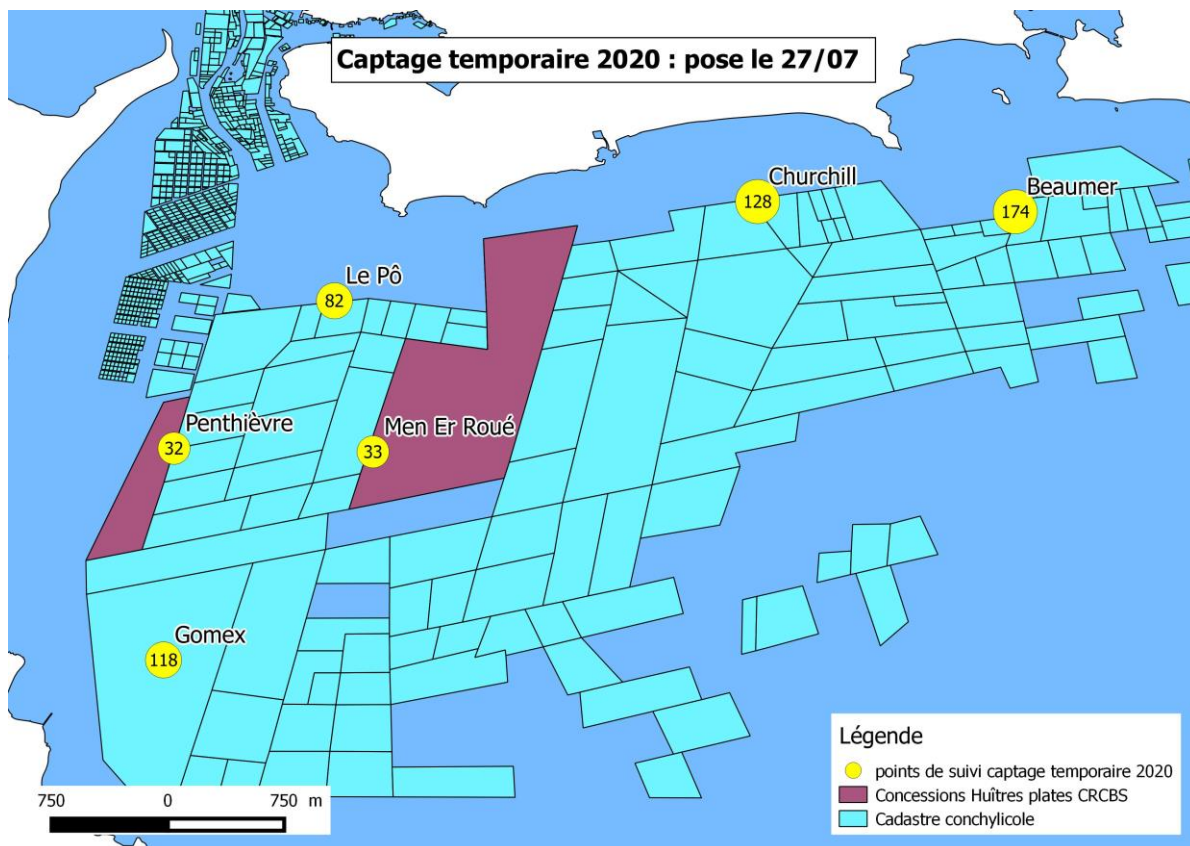 Captage temporaire 2020 : pose le 27/07
Churchill
128
Beaumer
174
Le Pô
82
Penthièvre
32
Men Er Roué
33
Gomex
118
750 0 750 m
Légende
points de suivi captage temporaire 2020
Concessions Huîtres plates CRCBS
Cadastre conchylicole